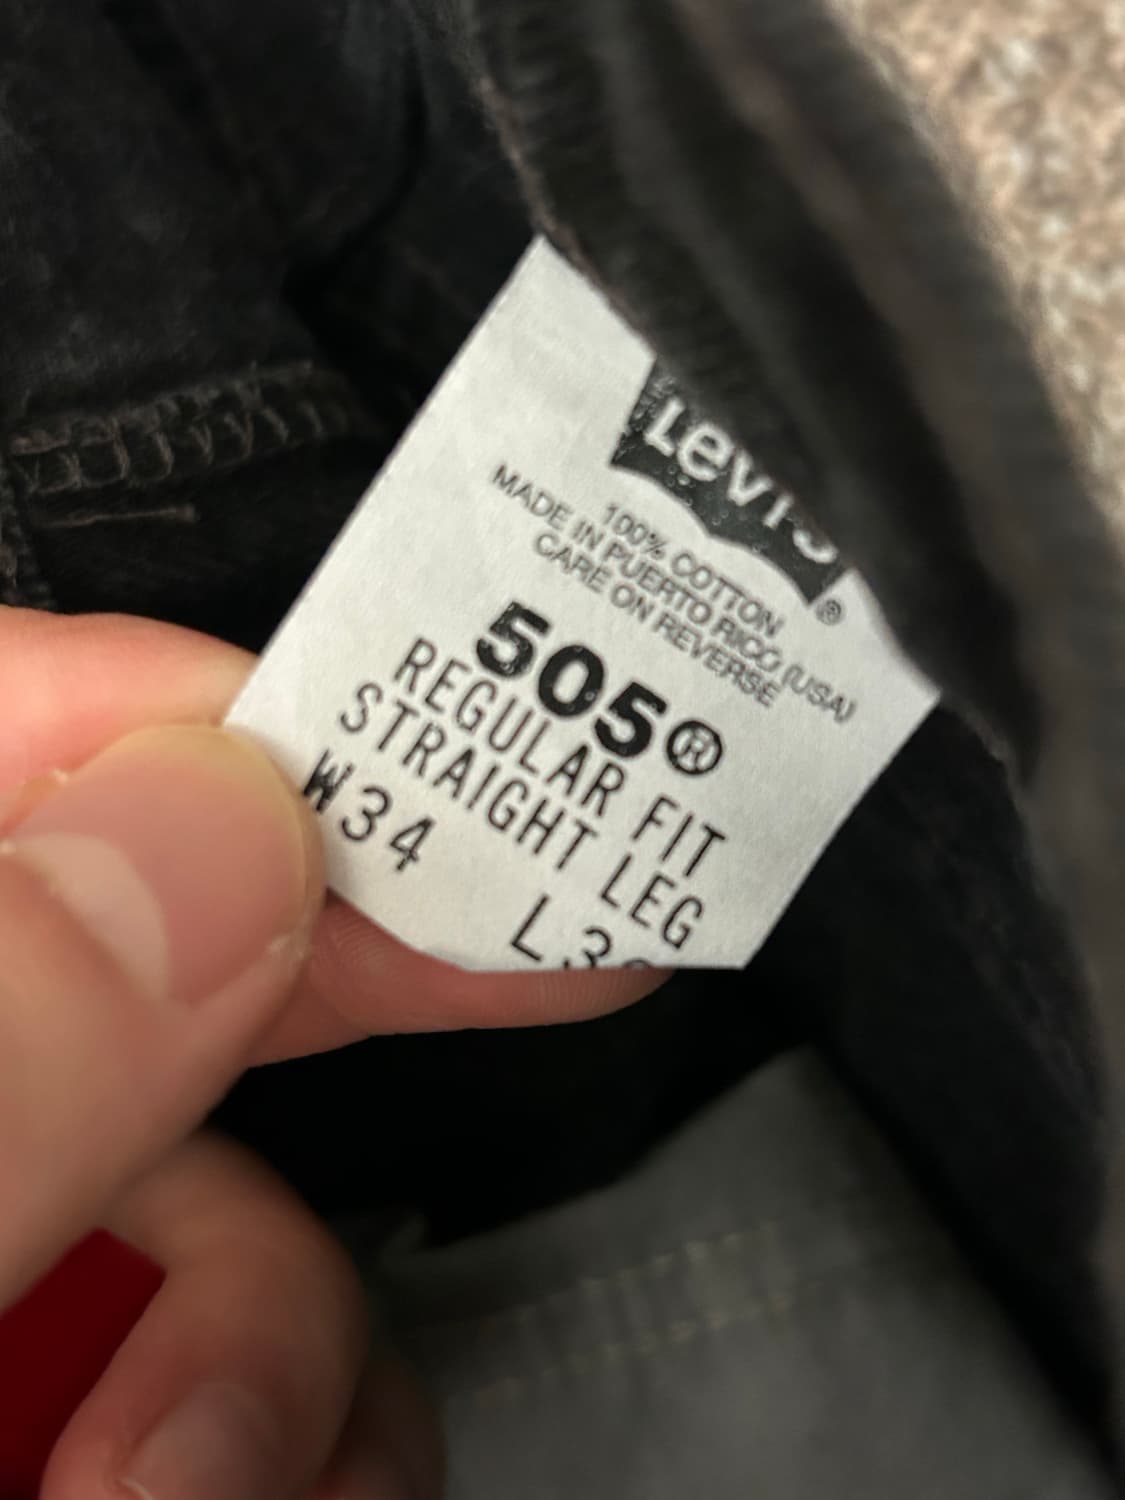 Levi's®
100% COTTON
MADE IN PUERTO RICO (USA)
CARE ON REVERSE
505®
REGULAR FIT
STRAIGHT LEG
W34